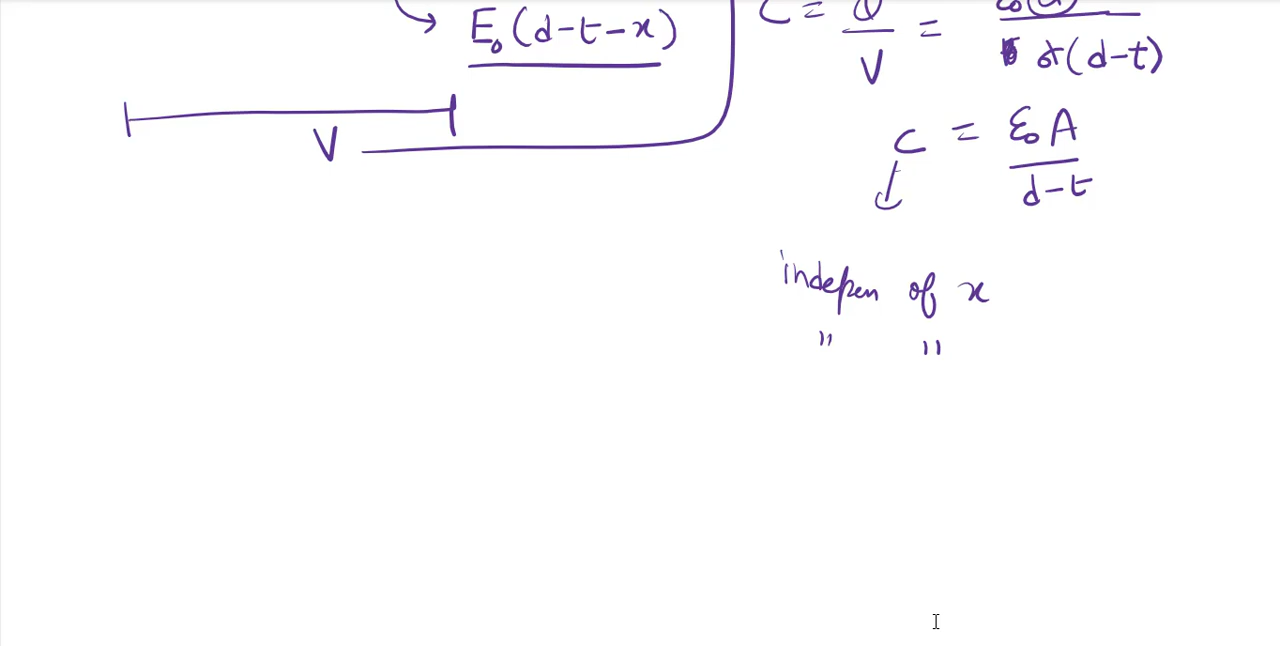 E₀(d-t-x)
V
C = Q / V = / (d-t)
C = ε₀A / d-t
indepen of x
" "